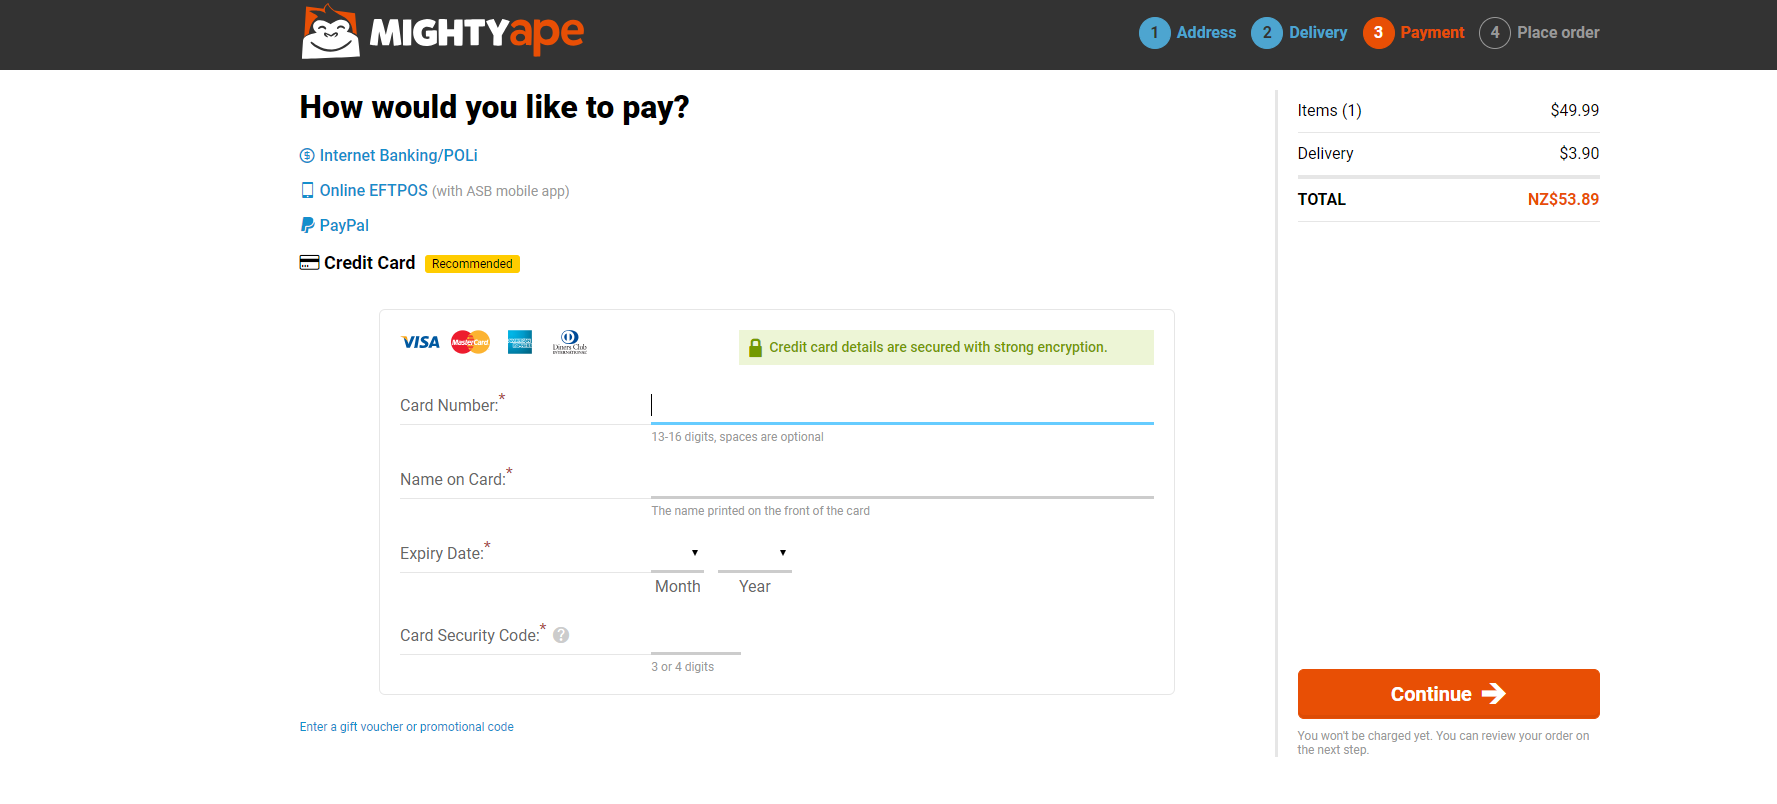 MIGHTYape
1 Address 2 Delivery 3 Payment 4 Place order
How would you like to pay?
Internet Banking/POLi
Online EFTPOS (with ASB mobile app)
PayPal
Credit Card Recommended
VISA MasterCard Diners Club
INTERNATIONAL
Credit card details are secured with strong encryption.
Card Number:*
13-16 digits, spaces are optional
Name on Card:*
The name printed on the front of the card
Expiry Date:*
Month Year
Card Security Code:* ?
3 or 4 digits
Enter a gift voucher or promotional code
Items (1) $49.99
Delivery $3.90
TOTAL NZ$53.89
Continue
You won't be charged yet. You can review your order on
the next step.